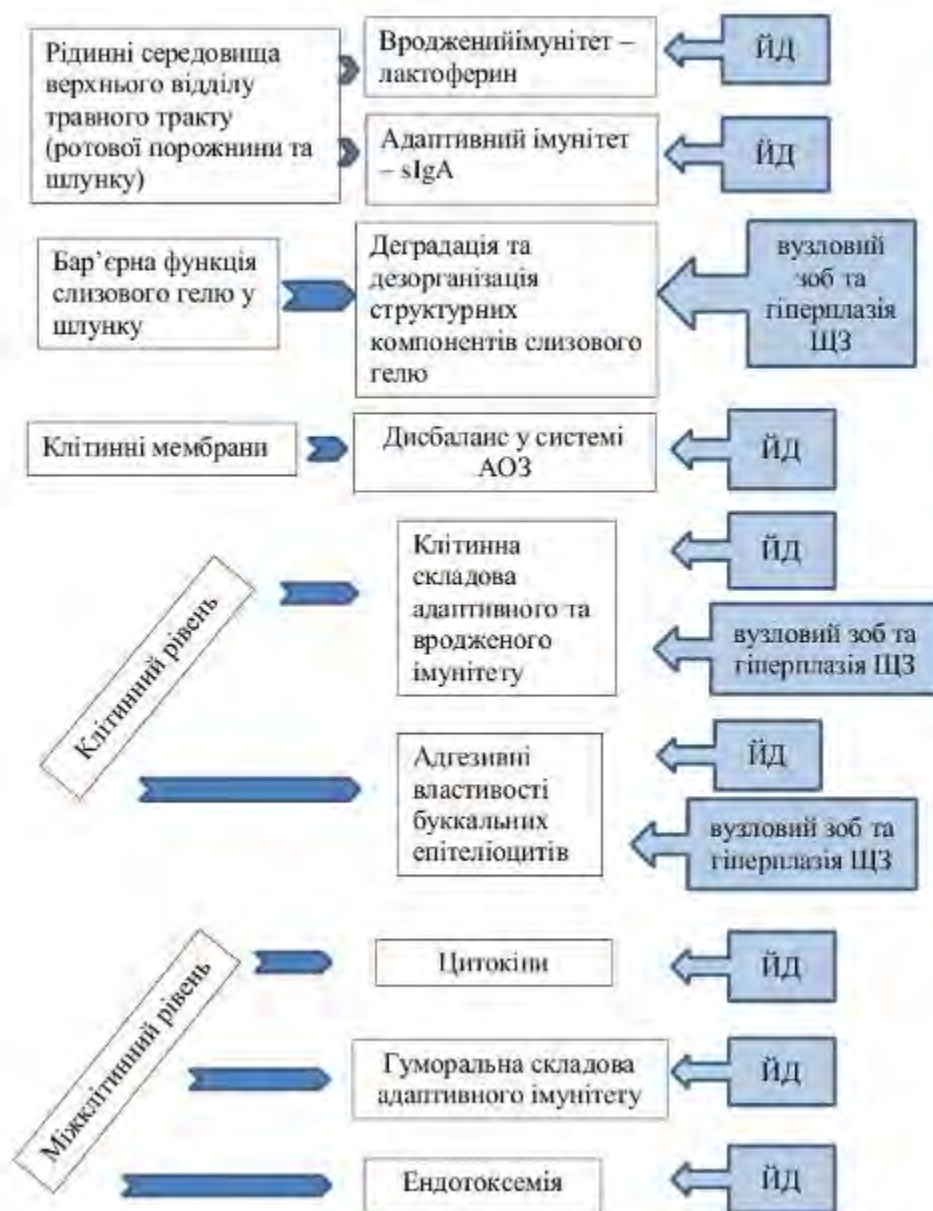 Рідинні середовища
верхнього відділу
травного тракту
(ротової порожнини та
шлунку)
Вродженийімунітет –
лактоферин
ЙД
Адаптивний імунітет
– sIgA
ЙД
Бар’єрна функція
слизового гелю у
шлунку
Деградація та
дезорганізація
структурних
компонентів слизового
гелю
вузловий
зоб та
гіперплазія
ЩЗ
Клітинні мембрани
Дисбаланс у системі
АОЗ
ЙД
Клітинний рівень
Клітинна
складова
адаптивного та
вродженого
імунітету
ЙД
вузловий зоб та
гіперплазія ЩЗ
Адгезивні
властивості
буккальних
епітеліоцитів
ЙД
вузловий зоб та
гіперплазія ЩЗ
Міжклітинний рівень
Цитокіни
ЙД
Гуморальна складова
адаптивного імунітету
ЙД
Ендотоксемія
ЙД